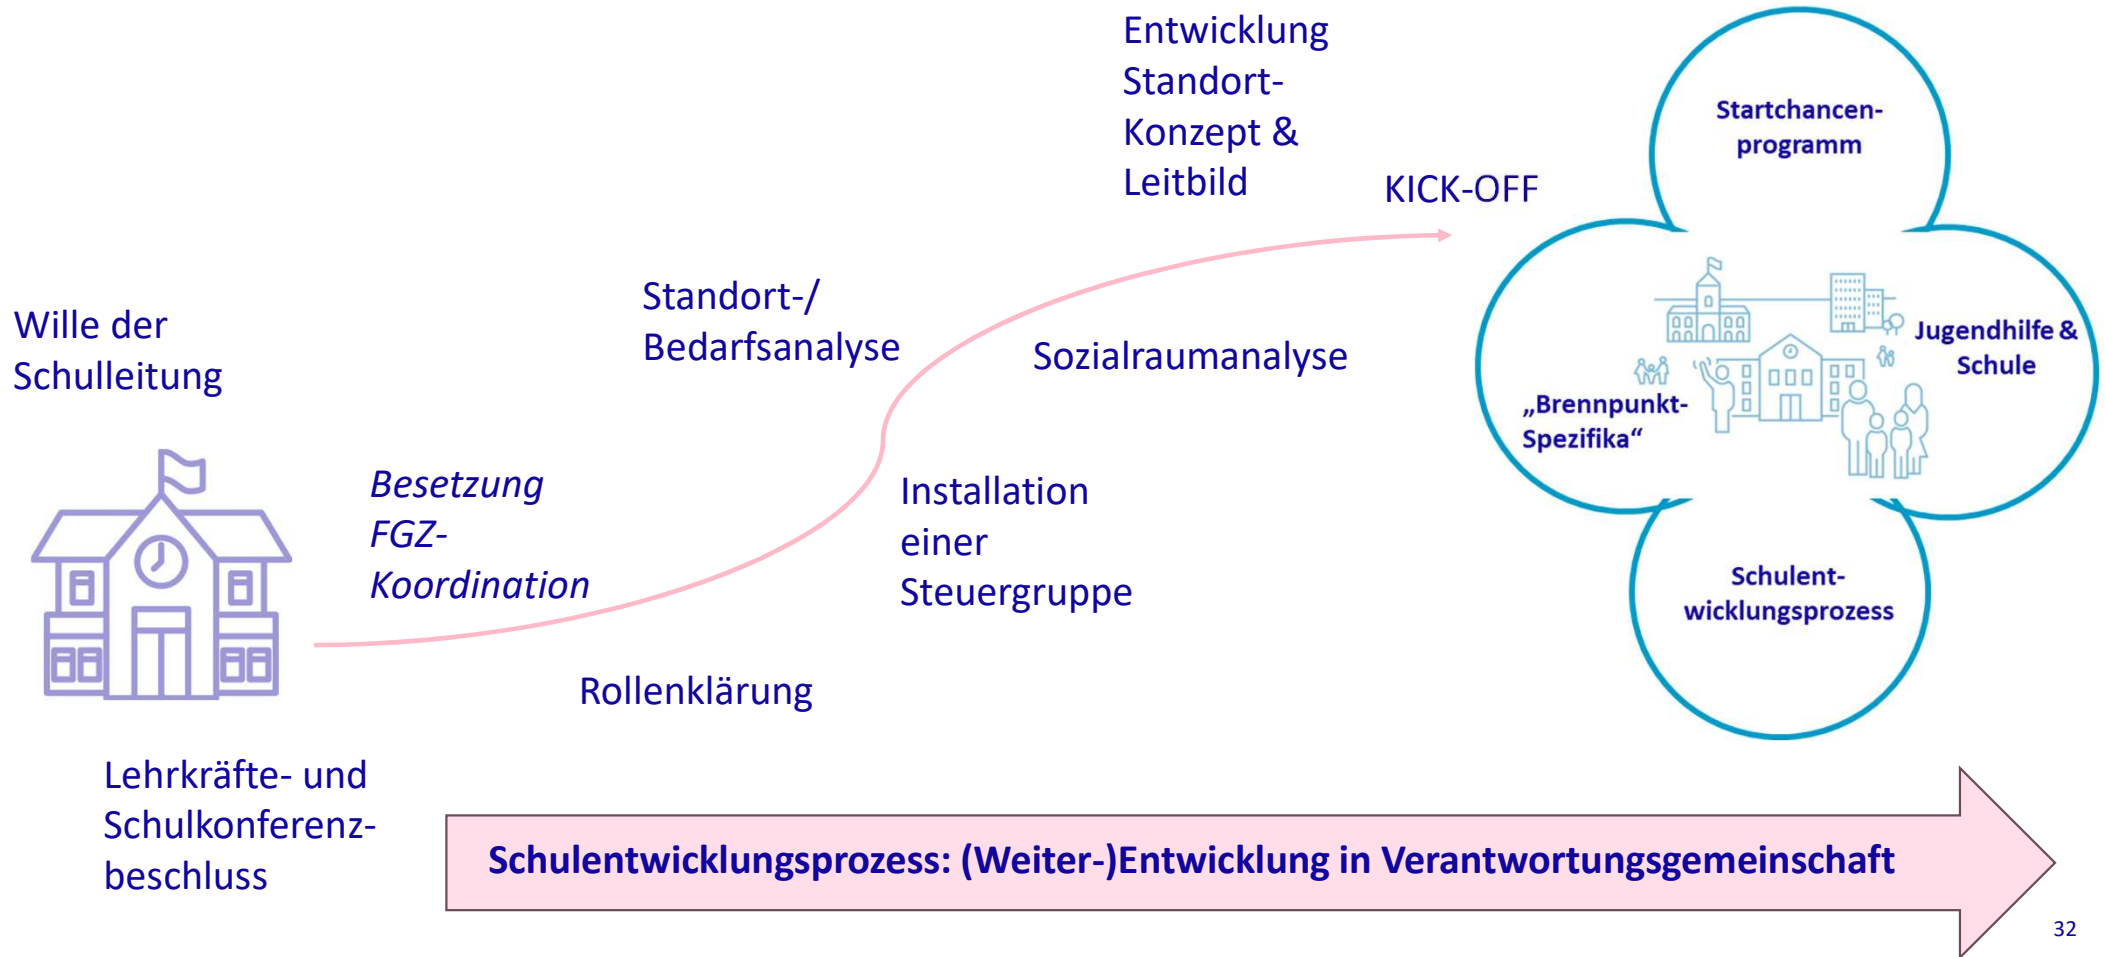 Wille der
Schulleitung
Lehrkräfte- und
Schulkonferenz-
beschluss
Besetzung
FGZ-
Koordination
Rollenklärung
Standort-/
Bedarfsanalyse
Installation
einer
Steuergruppe
Sozialraumanalyse
Entwicklung
Standort-
Konzept &
Leitbild
KICK-OFF
Startchancen-
programm
„Brennpunkt-
Spezifika“
Jugendhilfe &
Schule
Schulent-
wicklungsprozess
Schulentwicklungsprozess: (Weiter-)Entwicklung in Verantwortungsgemeinschaft
32